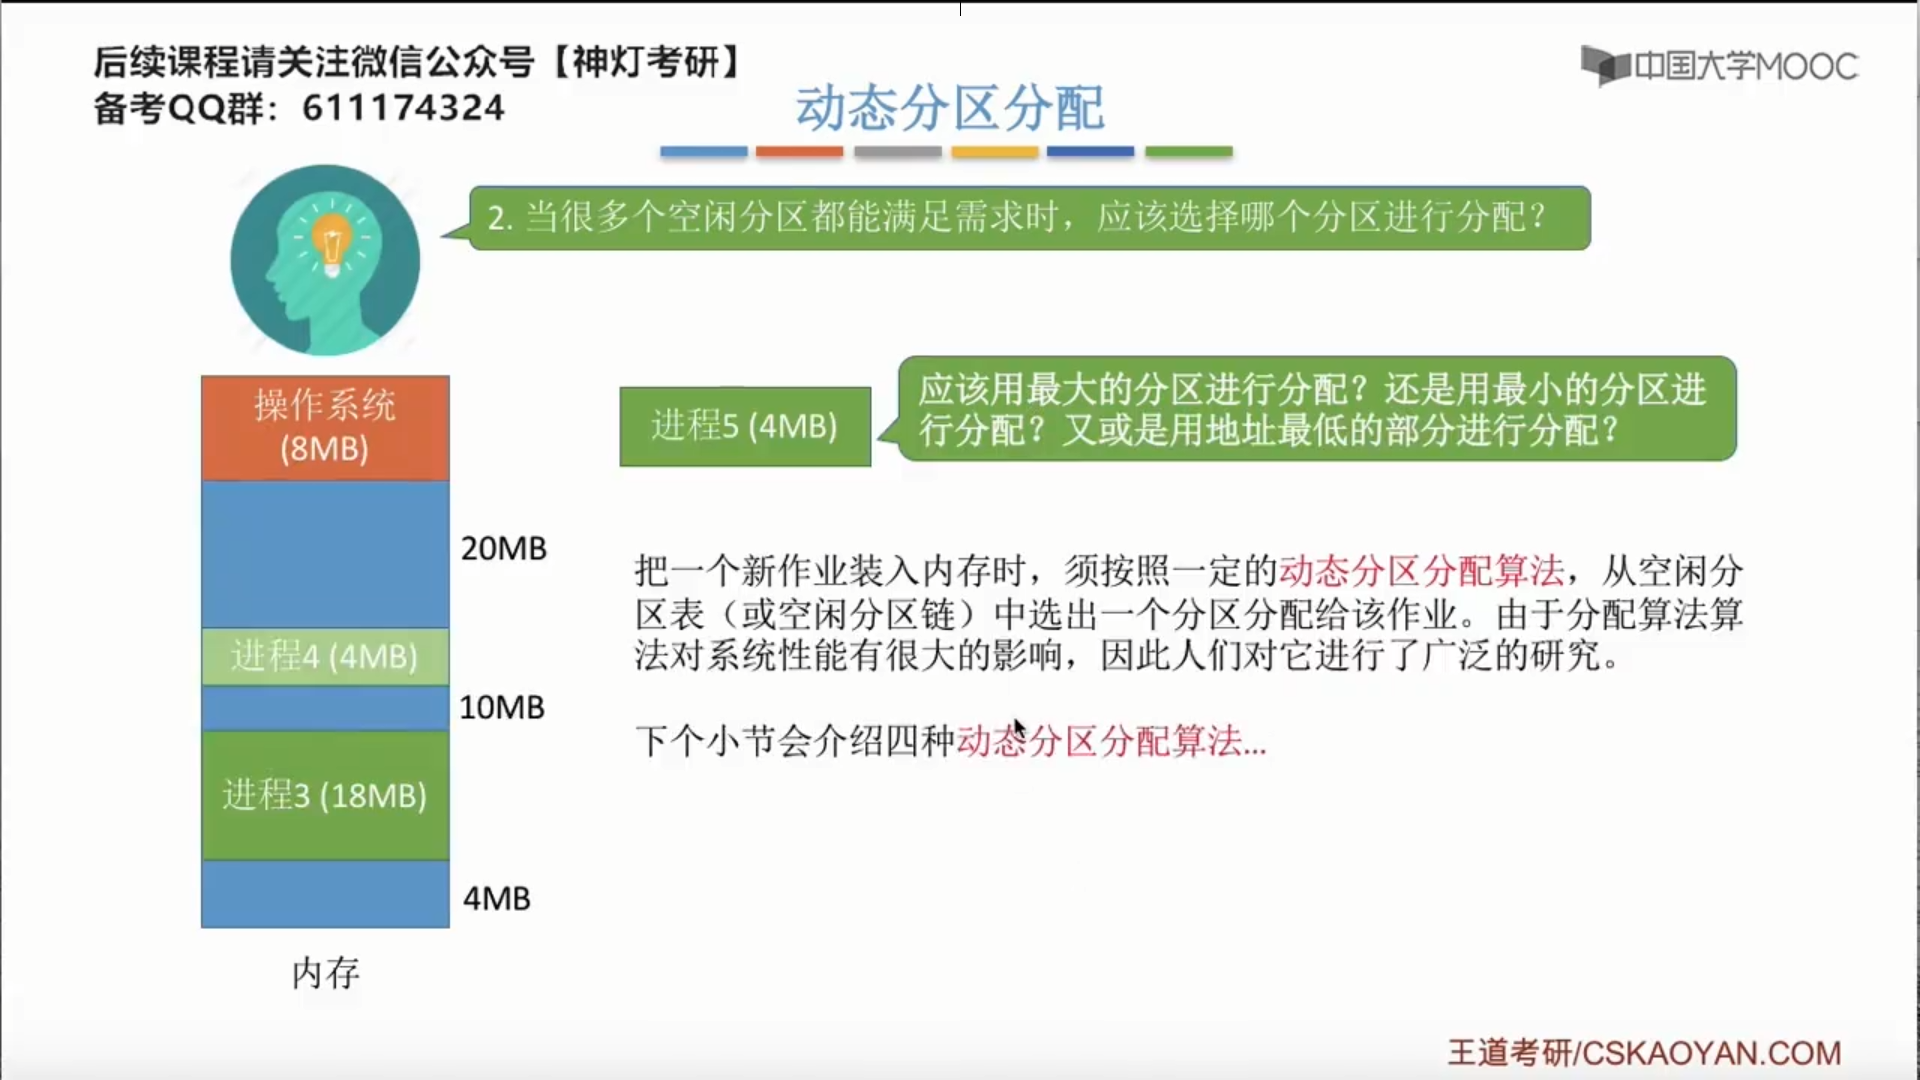 后续课程请关注微信公众号【神灯考研】
备考QQ群：611174324
中国大学MOOC
动态分区分配
2. 当很多个空闲分区都能满足需求时，应该选择哪个分区进行分配？
操作系统
(8MB)
20MB
进程4 (4MB)
10MB
进程3 (18MB)
4MB
内存
进程5 (4MB)
应该用最大的分区进行分配？还是用最小的分区进
行分配？又或是用地址最低的部分进行分配？
把一个新作业装入内存时，须按照一定的动态分区分配算法，从空闲分
区表（或空闲分区链）中选出一个分区分配给该作业。由于分配算法算
法对系统性能有很大的影响，因此人们对它进行了广泛的研究。
下个小节会介绍四种动态分区分配算法...
王道考研/CSKAOYAN.COM